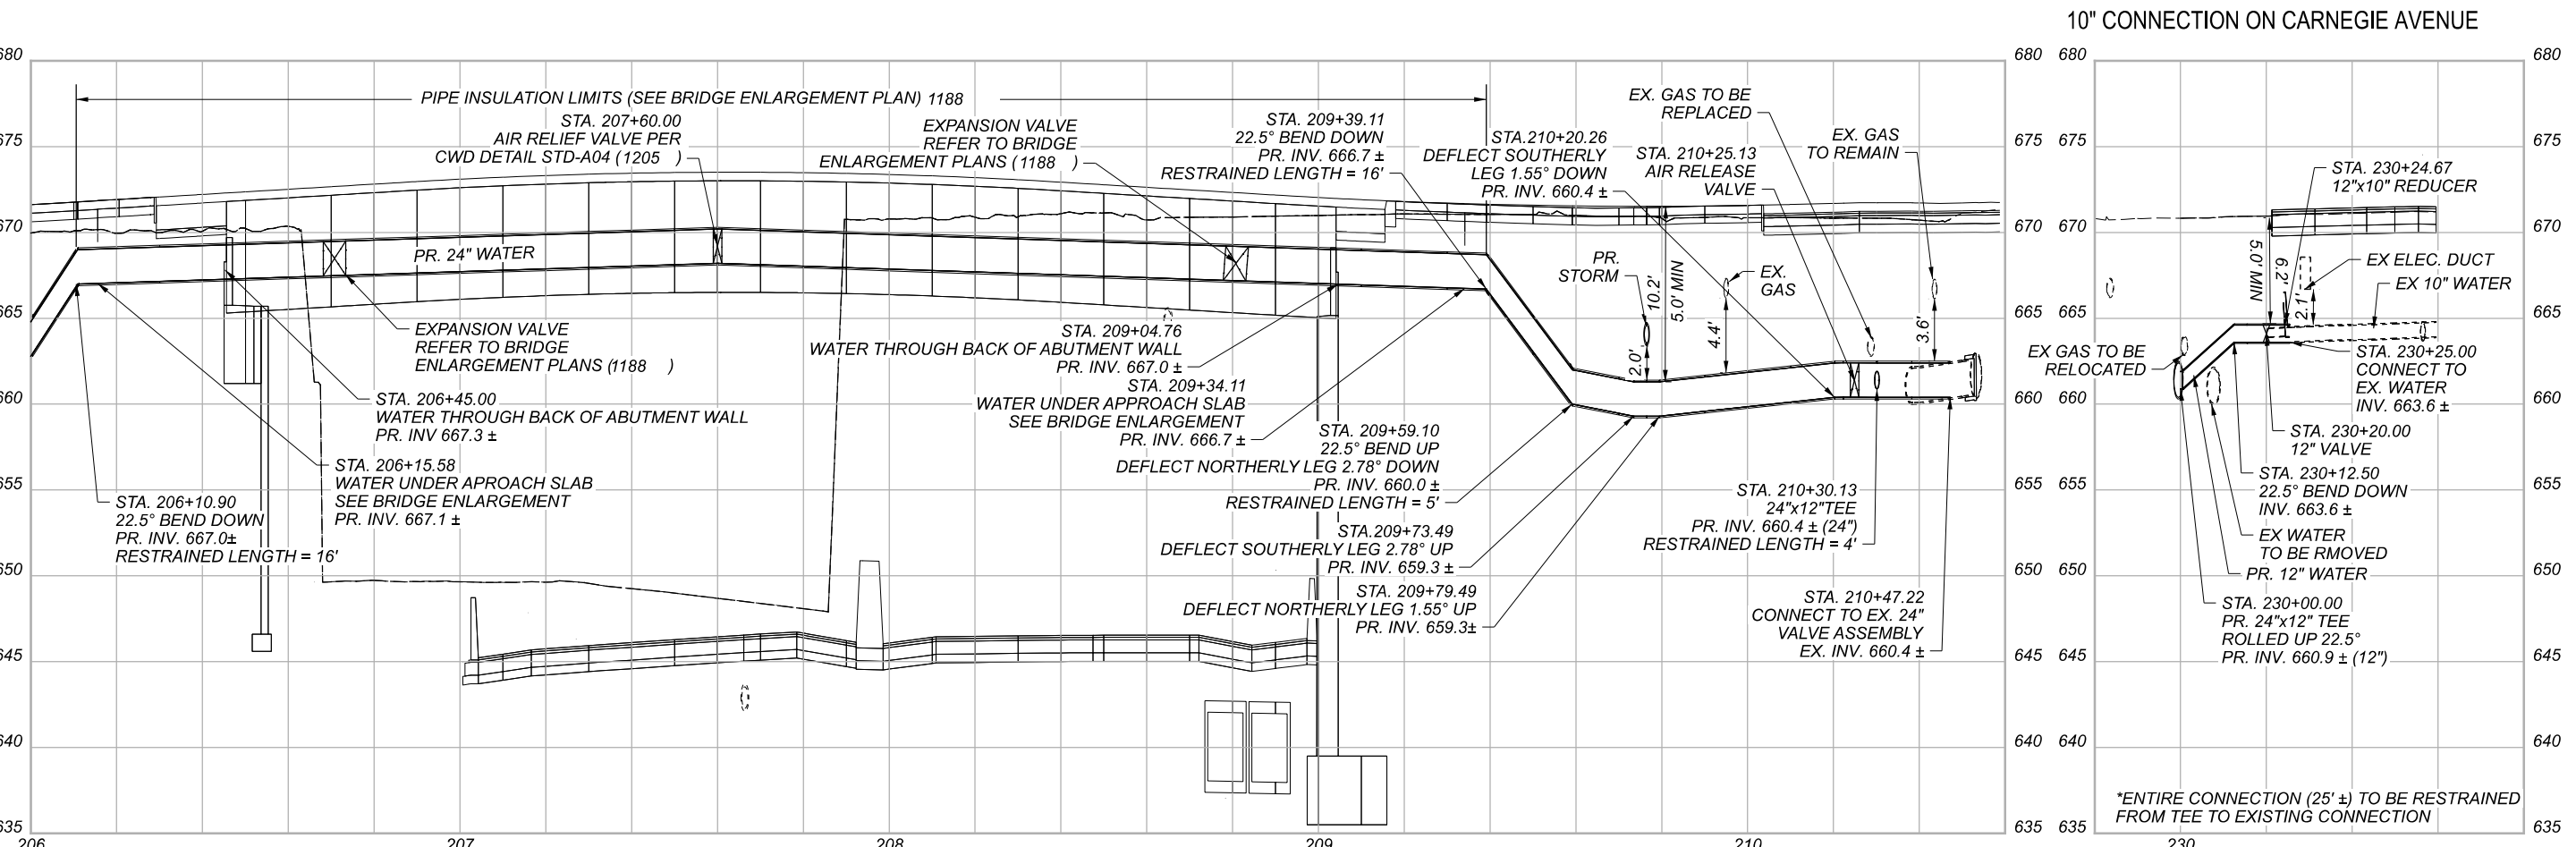 10" CONNECTION ON CARNEGIE AVENUE
680
675
670
665
660
655
650
645
640
635
PIPE INSULATION LIMITS (SEE BRIDGE ENLARGEMENT PLAN) 1188
STA. 207+60.00
AIR RELIEF VALVE PER
CWD DETAIL STD-A04 (1205 )
EXPANSION VALVE
REFER TO BRIDGE
ENLARGEMENT PLANS (1188 )
STA. 209+39.11
22.5° BEND DOWN
PR. INV. 666.7 ±
RESTRAINED LENGTH = 16'
STA.210+20.26
DEFLECT SOUTHERLY
LEG 1.55° DOWN
PR. INV. 660.4 ±
EX. GAS TO BE
REPLACED
STA. 210+25.13
AIR RELEASE
VALVE
EX. GAS
TO REMAIN
PR. 24" WATER
PR.
STORM
2.0'
10.2'
5.0' MIN
4.4'
EX.
GAS
3.6'
EXPANSION VALVE
REFER TO BRIDGE
ENLARGEMENT PLANS (1188 )
STA. 206+45.00
WATER THROUGH BACK OF ABUTMENT WALL
PR. INV 667.3 ±
STA. 206+15.58
WATER UNDER APROACH SLAB
SEE BRIDGE ENLARGEMENT
PR. INV. 667.1 ±
STA. 206+10.90
22.5° BEND DOWN
PR. INV. 667.0±
RESTRAINED LENGTH = 16'
STA. 209+04.76
WATER THROUGH BACK OF ABUTMENT WALL
PR. INV. 667.0 ±
STA. 209+34.11
WATER UNDER APPROACH SLAB
SEE BRIDGE ENLARGEMENT
PR. INV. 666.7 ±
STA. 209+59.10
22.5° BEND UP
DEFLECT NORTHERLY LEG 2.78° DOWN
PR. INV. 660.0 ±
RESTRAINED LENGTH = 5'
STA.209+73.49
DEFLECT SOUTHERLY LEG 2.78° UP
PR. INV. 659.3 ±
STA. 209+79.49
DEFLECT NORTHERLY LEG 1.55° UP
PR. INV. 659.3±
STA. 210+30.13
24"x12"TEE
PR. INV. 660.4 ± (24")
RESTRAINED LENGTH = 4'
STA. 210+47.22
CONNECT TO EX. 24"
VALVE ASSEMBLY
EX. INV. 660.4 ±
206
207
208
209
210
680
675
670
665
660
655
650
645
640
635
680
675
670
665
660
655
650
645
640
635
STA. 230+24.67
12"x10" REDUCER
5.0' MIN
6.2'
2.1'
EX ELEC. DUCT
EX 10" WATER
EX GAS TO BE
RELOCATED
STA. 230+25.00
CONNECT TO
EX. WATER
INV. 663.6 ±
STA. 230+20.00
12" VALVE
STA. 230+12.50
22.5° BEND DOWN
INV. 663.6 ±
EX WATER
TO BE RMOVED
PR. 12" WATER
STA. 230+00.00
PR. 24"x12" TEE
ROLLED UP 22.5°
PR. INV. 660.9 ± (12")
*ENTIRE CONNECTION (25' ±) TO BE RESTRAINED
FROM TEE TO EXISTING CONNECTION
230
680
675
670
665
660
655
650
645
640
635